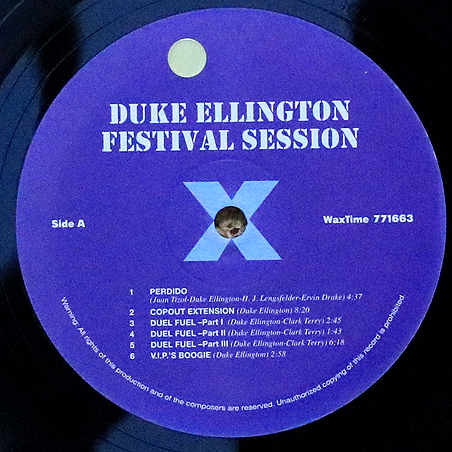 DUKE ELLINGTON
FESTIVAL SESSION
X
Side A
WaxTime 771663
1 PERDIDO
(Juan Tizol-Duke Ellington-H. J. Lengsfelder-Ervin Drake) 4:37
2 COPOUT EXTENSION (Duke Ellington) 8:20
3 DUEL FUEL –Part I (Duke Ellington-Clark Terry) 2:45
4 DUEL FUEL –Part II (Duke Ellington-Clark Terry) 1:43
5 DUEL FUEL –Part III (Duke Ellington-Clark Terry) 6:18
6 V.I.P.'S BOOGIE (Duke Ellington) 2:58
Warning: All rights of this production and of the composers are reserved. Unauthorized copying of this record is prohibited.